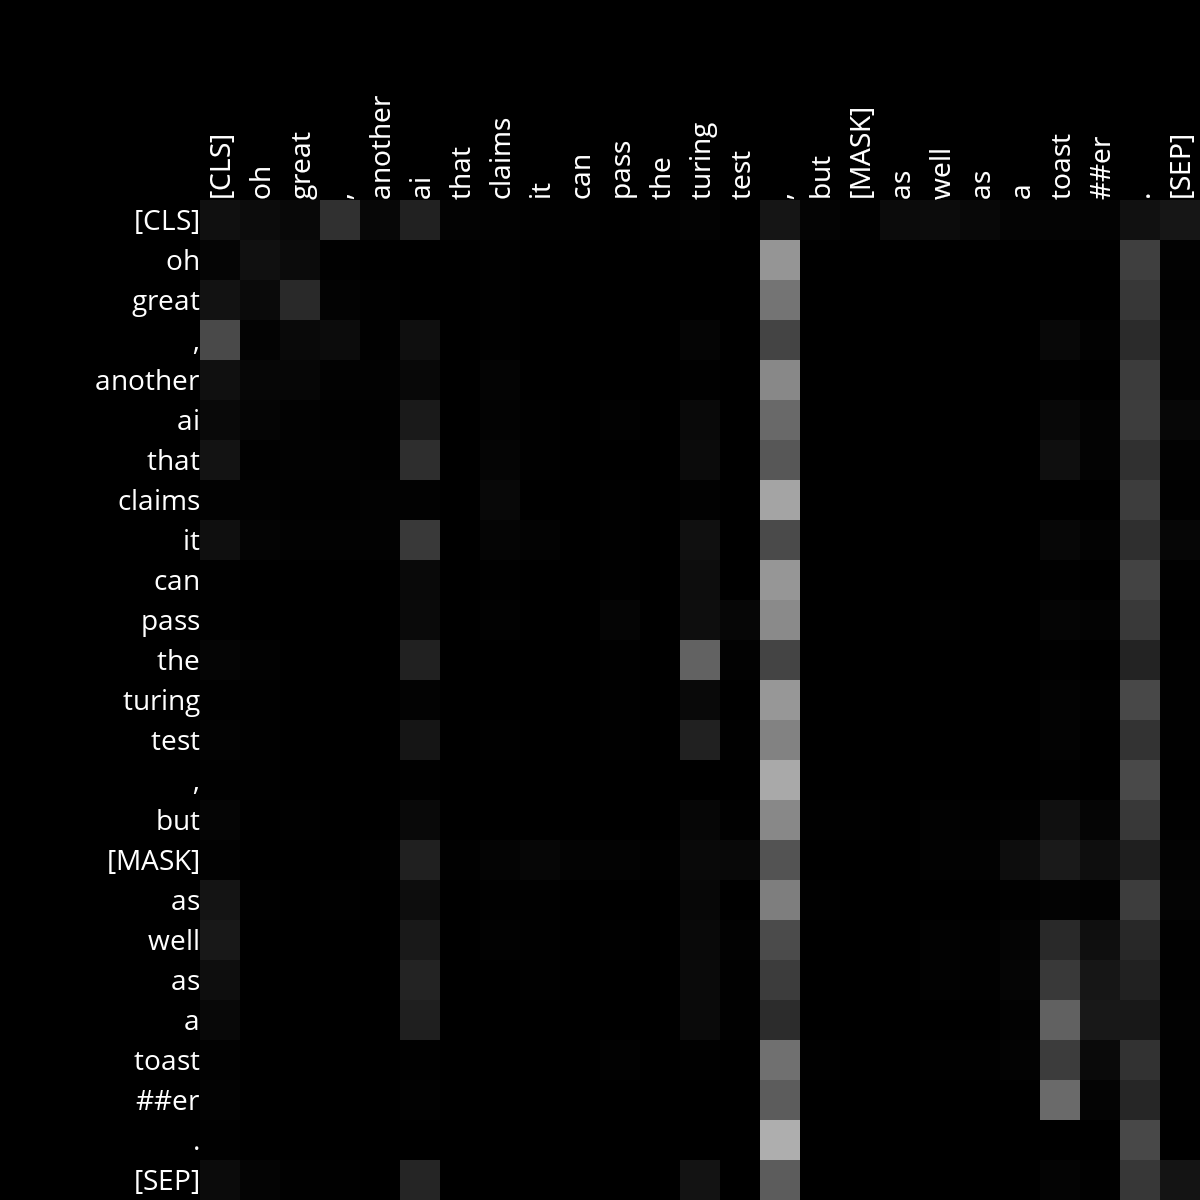 [CLS] oh great , another ai that claims it can pass the turing test , but [MASK] as well as a toast ##er . [SEP]
[CLS]
oh
great
,
another
ai
that
claims
it
can
pass
the
turing
test
,
but
[MASK]
as
well
as
a
toast
##er
.
[SEP]